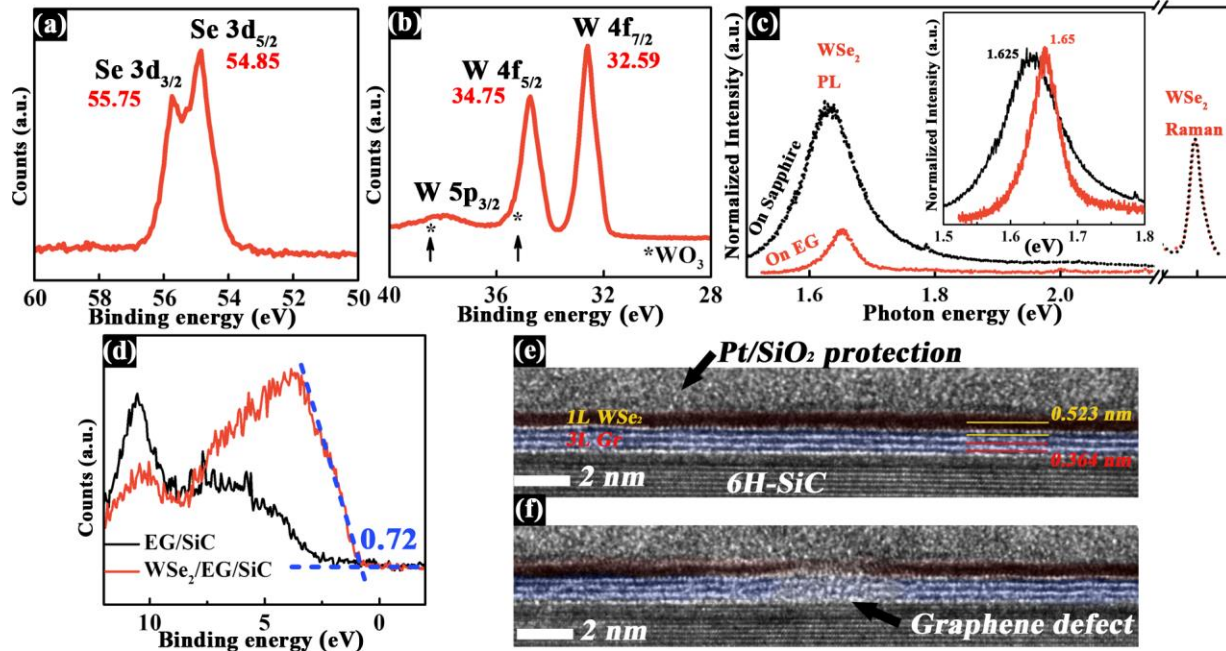 (a)
Se 3d5/2
54.85
Se 3d3/2
55.75
Counts (a.u.)
60 58 56 54 52 50
Binding energy (eV)
(b)
W 4f7/2
32.59
W 4f5/2
34.75
W 5p3/2
*
*
*WO3
Counts (a.u.)
40 36 32 28
Binding energy (eV)
(c)
WSe2
PL
On Sapphire
On EG
Normalized Intensity (a.u.)
1.6 1.8 2.0
Photon energy (eV)
1.625
1.65
Normalized Intensity (a.u.)
1.5 1.6 1.7 1.8
(eV)
WSe2
Raman
(d)
0.72
EG/SiC
WSe2/EG/SiC
Counts (a.u.)
10 5 0
Binding energy (eV)
(e)
Pt/SiO2 protection
1L WSe2
3L Gr
0.523 nm
0.364 nm
2 nm
6H-SiC
(f)
2 nm
Graphene defect